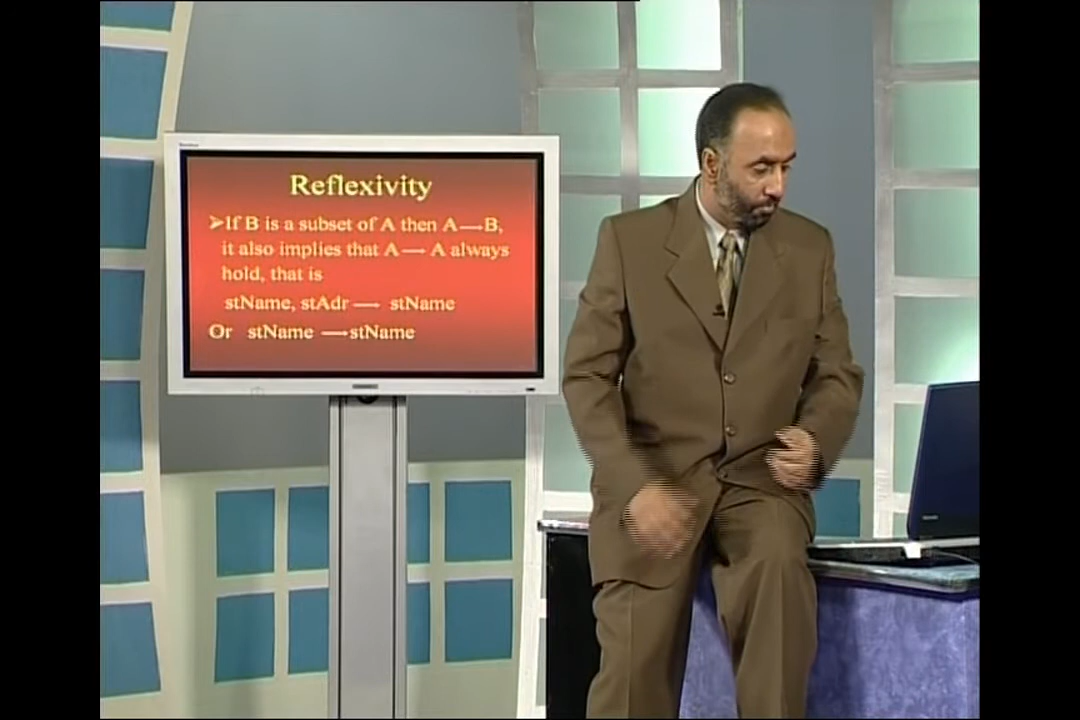 Reflexivity
➢If B is a subset of A then A⟶B,
it also implies that A⟶ A always
hold, that is
stName, stAdr ⟶ stName
Or stName ⟶stName